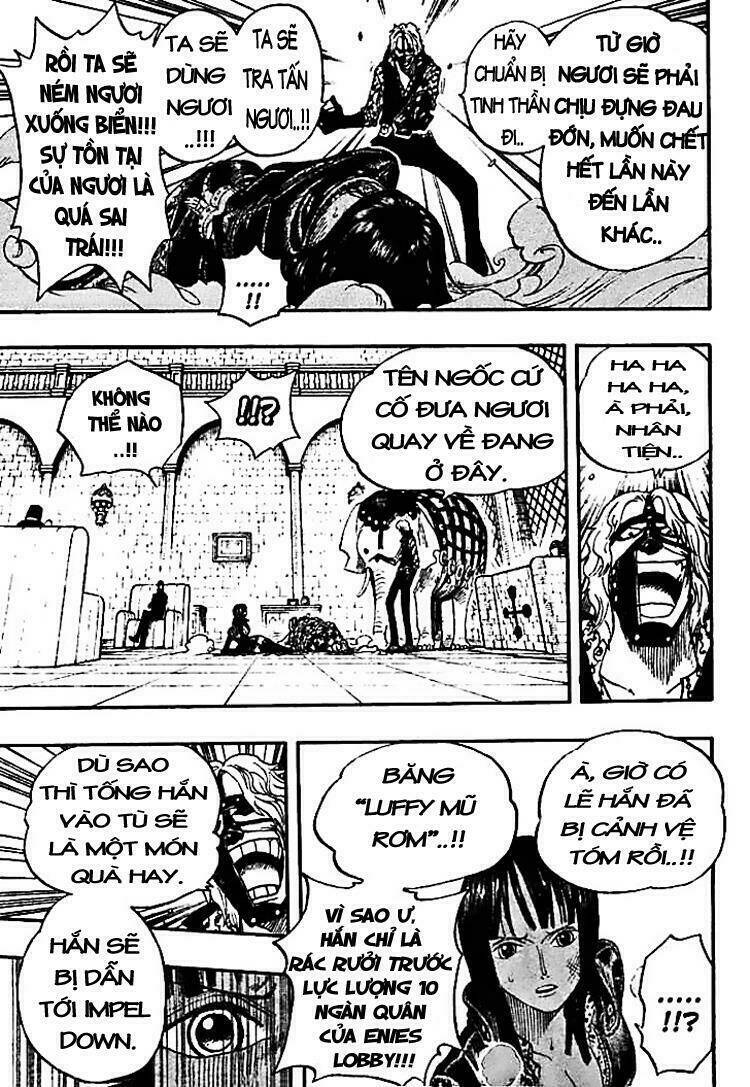 TỪ GIỜ
NGƯƠI SẼ PHẢI
CHỊU ĐỰNG ĐAU
ĐỚN, MUỐN CHẾT
HẾT LẦN NÀY
ĐẾN LẦN
KHÁC..
HÃY
CHUẨN BỊ
TINH THẦN
ĐI..
TA SẼ
TRA TẤN
NGƯƠI..!!
TA SẼ
DÙNG
NGƯƠI
..!!!
RỒI TA SẼ
NÉM NGƯƠI
XUỐNG BIỂN!!!
SỰ TỒN TẠI
CỦA NGƯƠI LÀ
QUÁ SAI
TRÁI!!!
.....
!!
HA HA
HA HA,
À PHẢI,
NHÂN
TIỆN..
TÊN NGỐC CỨ
CỐ ĐƯA NGƯƠI
QUAY VỀ ĐANG
Ở ĐÂY.
!!?
KHÔNG
THỂ NÀO
..!!
À, GIỜ CÓ
LẼ HẮN ĐÃ
BỊ CẢNH VỆ
TÓM RỒI..!!
BĂNG
“LUFFY MŨ
RƠM”..!!
.....
!!?
VÌ SAO Ư,
HẮN CHỈ LÀ
RÁC RƯỞI TRƯỚC
LỰC LƯỢNG 10
NGÀN QUÂN
CỦA ENIES
LOBBY!!!
DÙ SAO
THÌ TỐNG HẮN
VÀO TÙ SẼ
LÀ MỘT MÓN
QUÀ HAY.
HẮN SẼ
BỊ DẪN
TỚI IMPEL
DOWN.